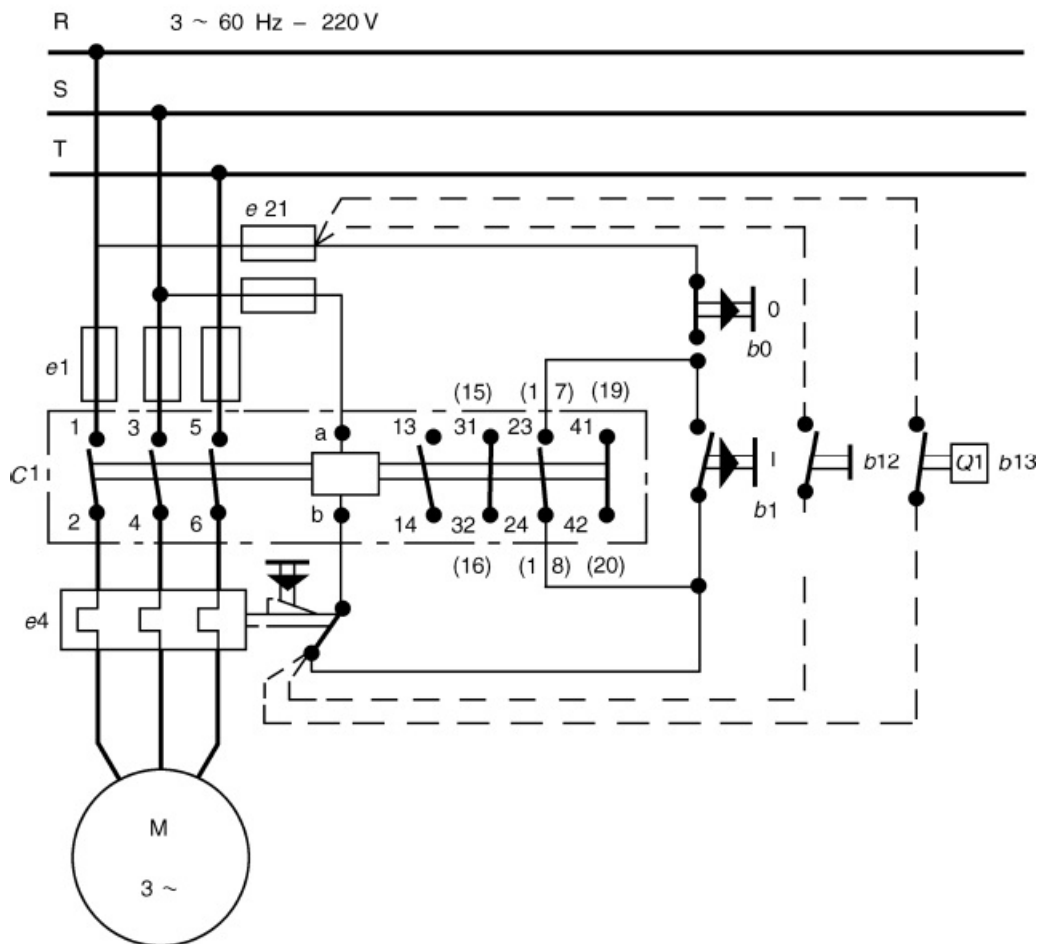 R 3 ~ 60 Hz – 220 V
S
T
e 21
0
b0
e1
(15) (1 7) (19)
1 3 5 a 13 31 23 41
C1
I b12 Q1 b13
b1
2 4 6 b 14 32 24 42
(16) (1 8) (20)
e4
M
3 ~